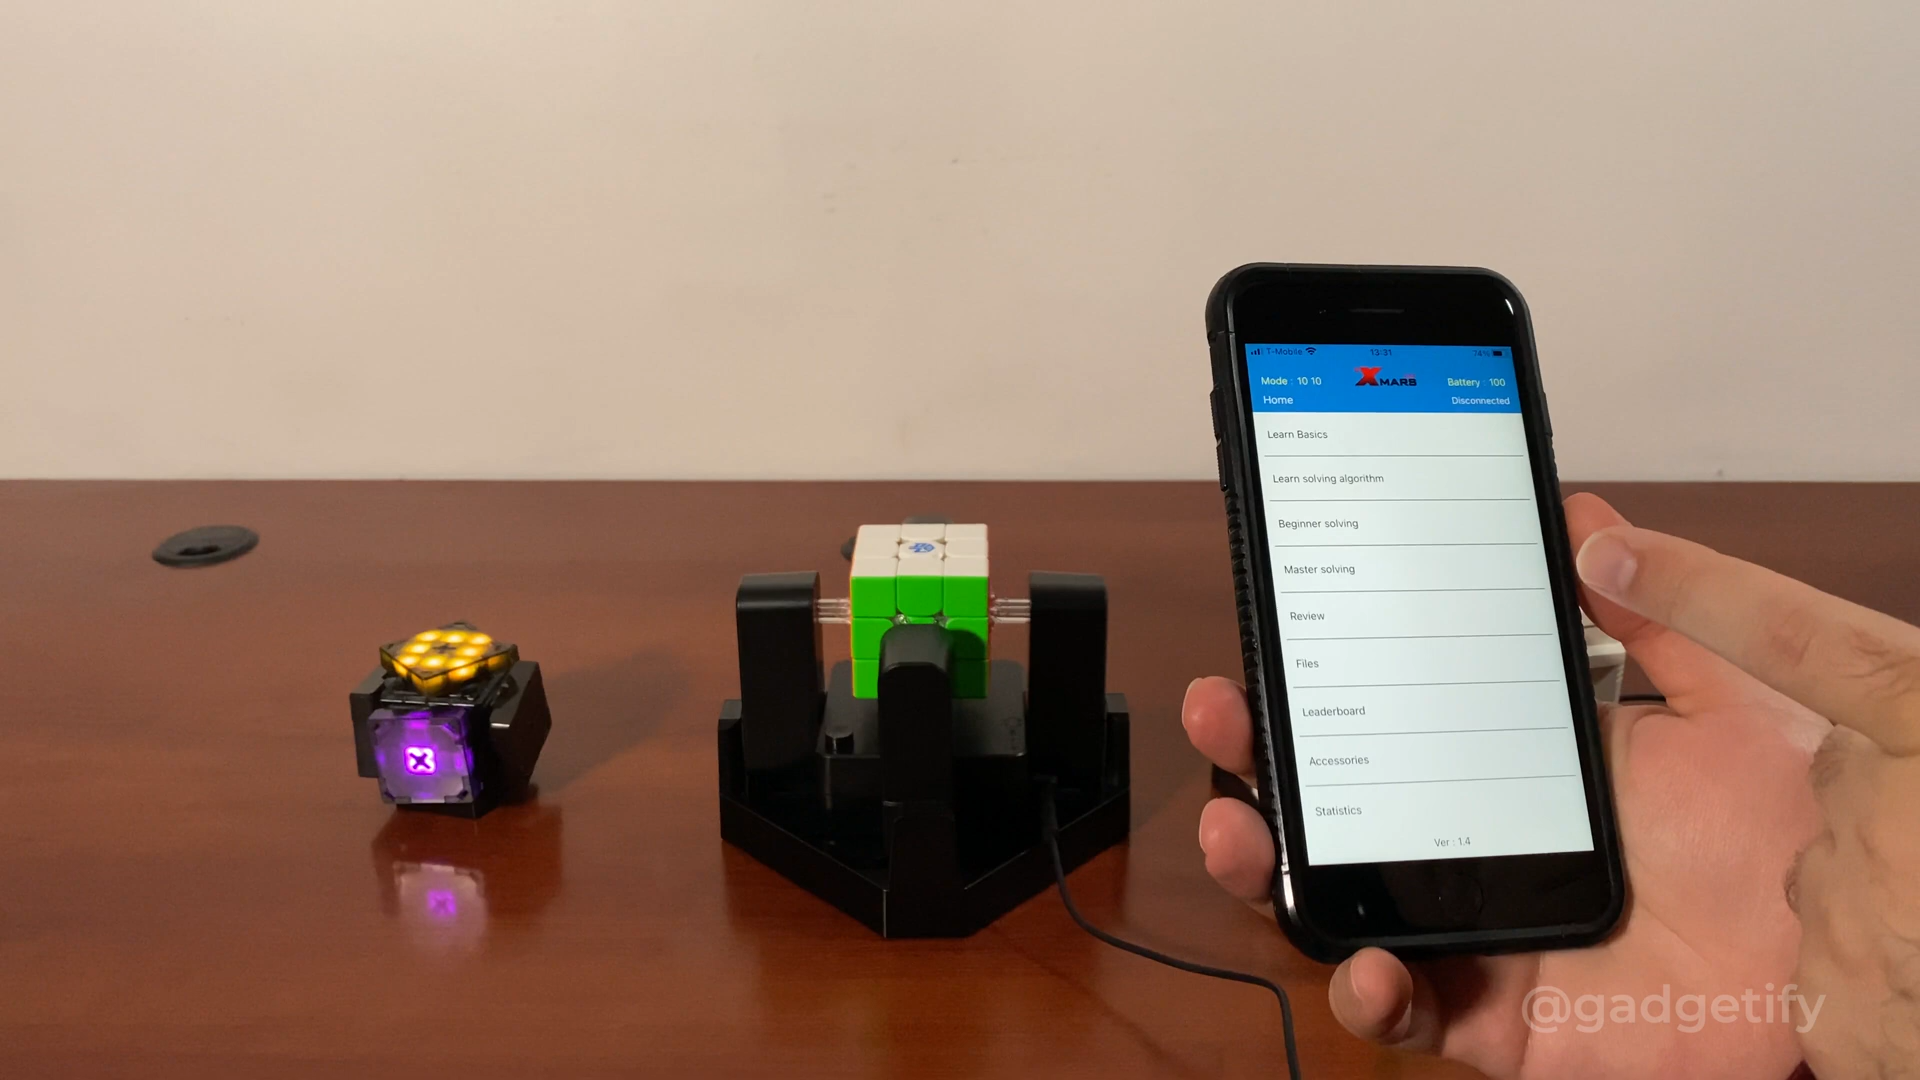 T-Mobile 13:31 74%
Mode : 10 10 XMARS Battery : 100
Home Disconnected
Learn Basics
Learn solving algorithm
Beginner solving
Master solving
Review
Files
Leaderboard
Accessories
Statistics
Ver : 1.4
@gadgetify